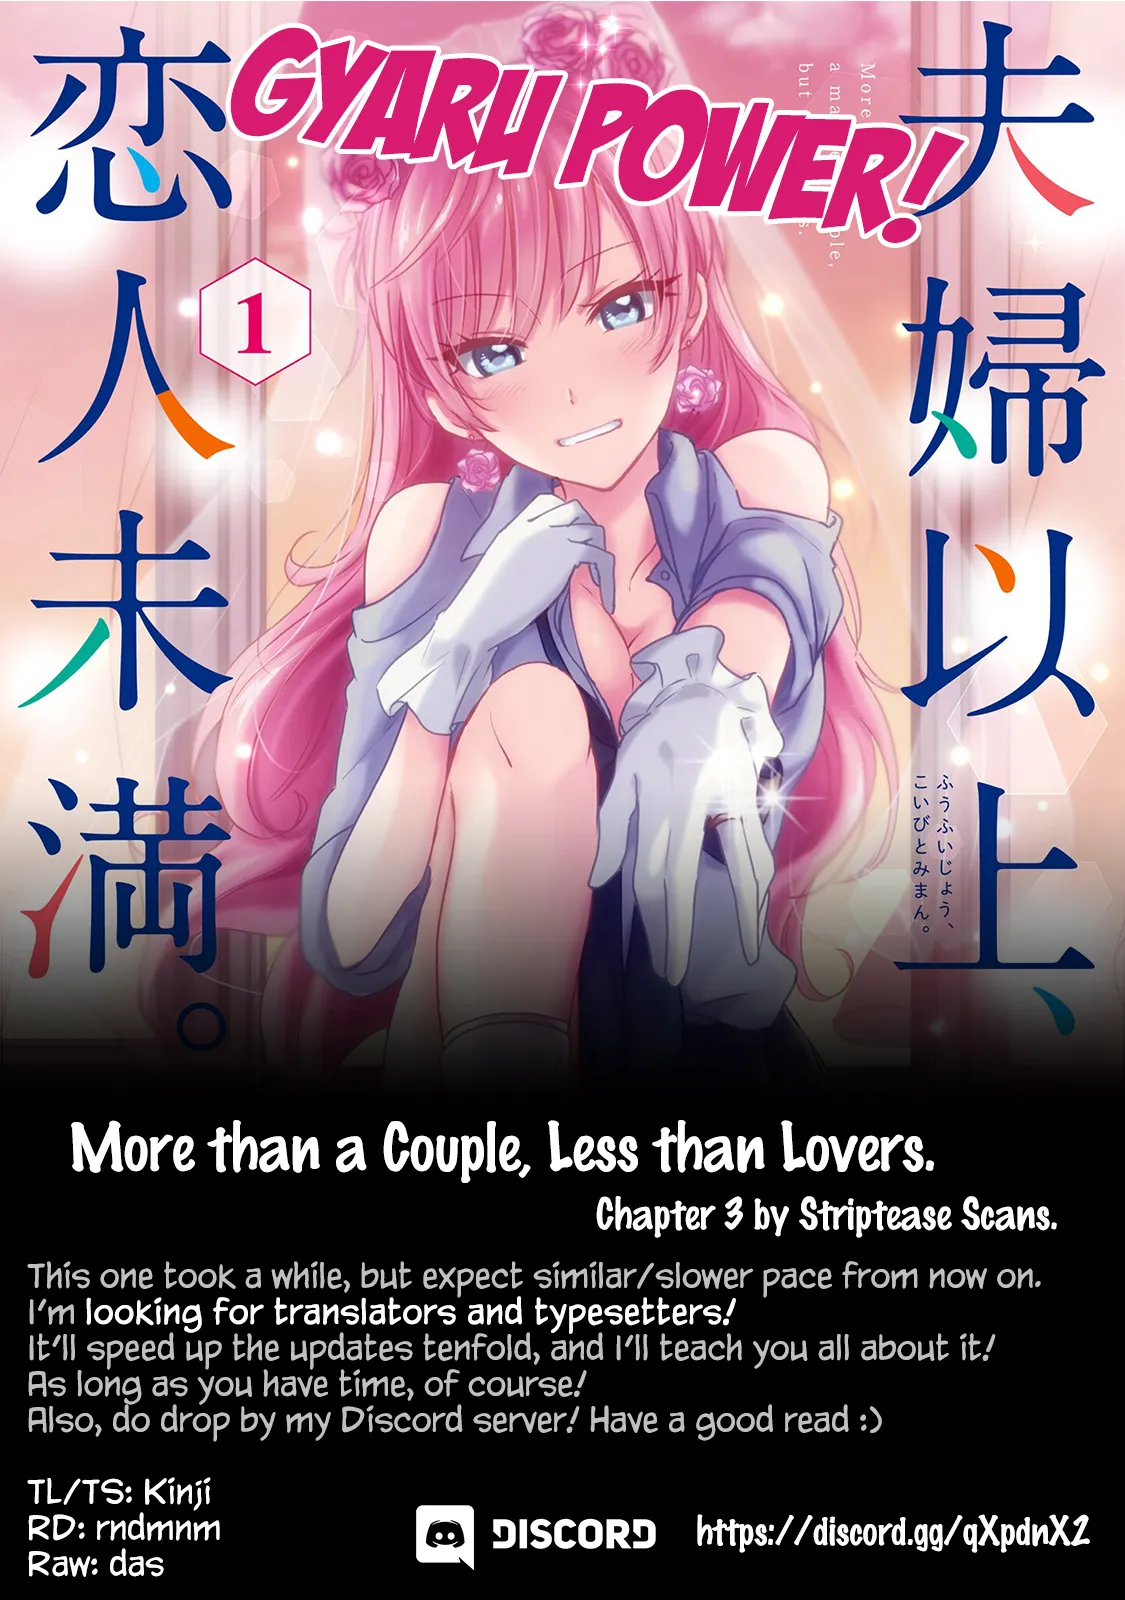 GYARU POWER!
夫婦以上、
恋人未満。
ふうふいじょう、
こいびとみまん。
More
a
but
1
More than a Couple, Less than Lovers.
Chapter 3 by Striptease Scans.
This one took a while, but expect similar/slower pace from now on.
I'm looking for translators and typesetters!
It'll speed up the updates tenfold, and I'll teach you all about it!
As long as you have time, of course!
Also, do drop by my Discord server! Have a good read :)
TL/TS: Kinji
RD: rndmnm
Raw: das
DISCORD
https://discord.gg/qXpdnX2